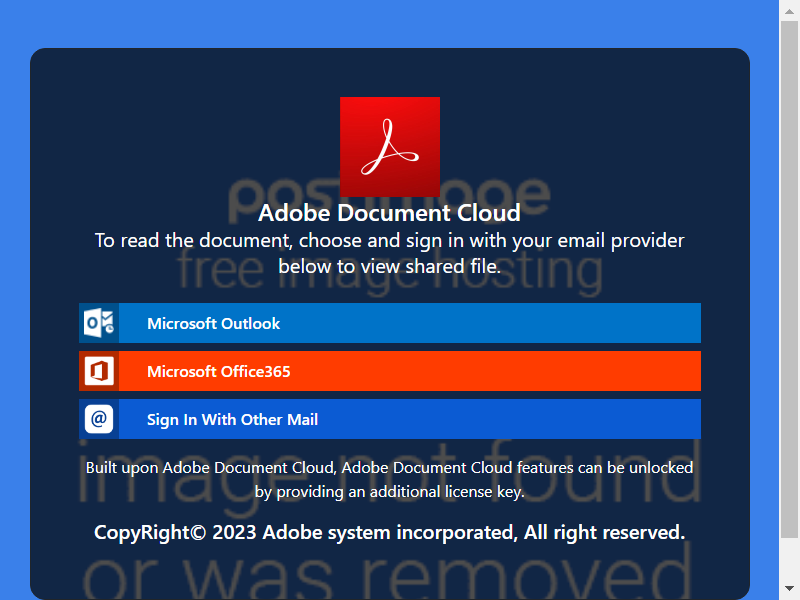 postimage
Adobe Document Cloud
To read the document, choose and sign in with your email provider
below to view shared file.
free image hosting
Microsoft Outlook
Microsoft Office365
@ Sign In With Other Mail
image not found
Built upon Adobe Document Cloud, Adobe Document Cloud features can be unlocked
by providing an additional license key.
CopyRight© 2023 Adobe system incorporated, All right reserved.
or was removed